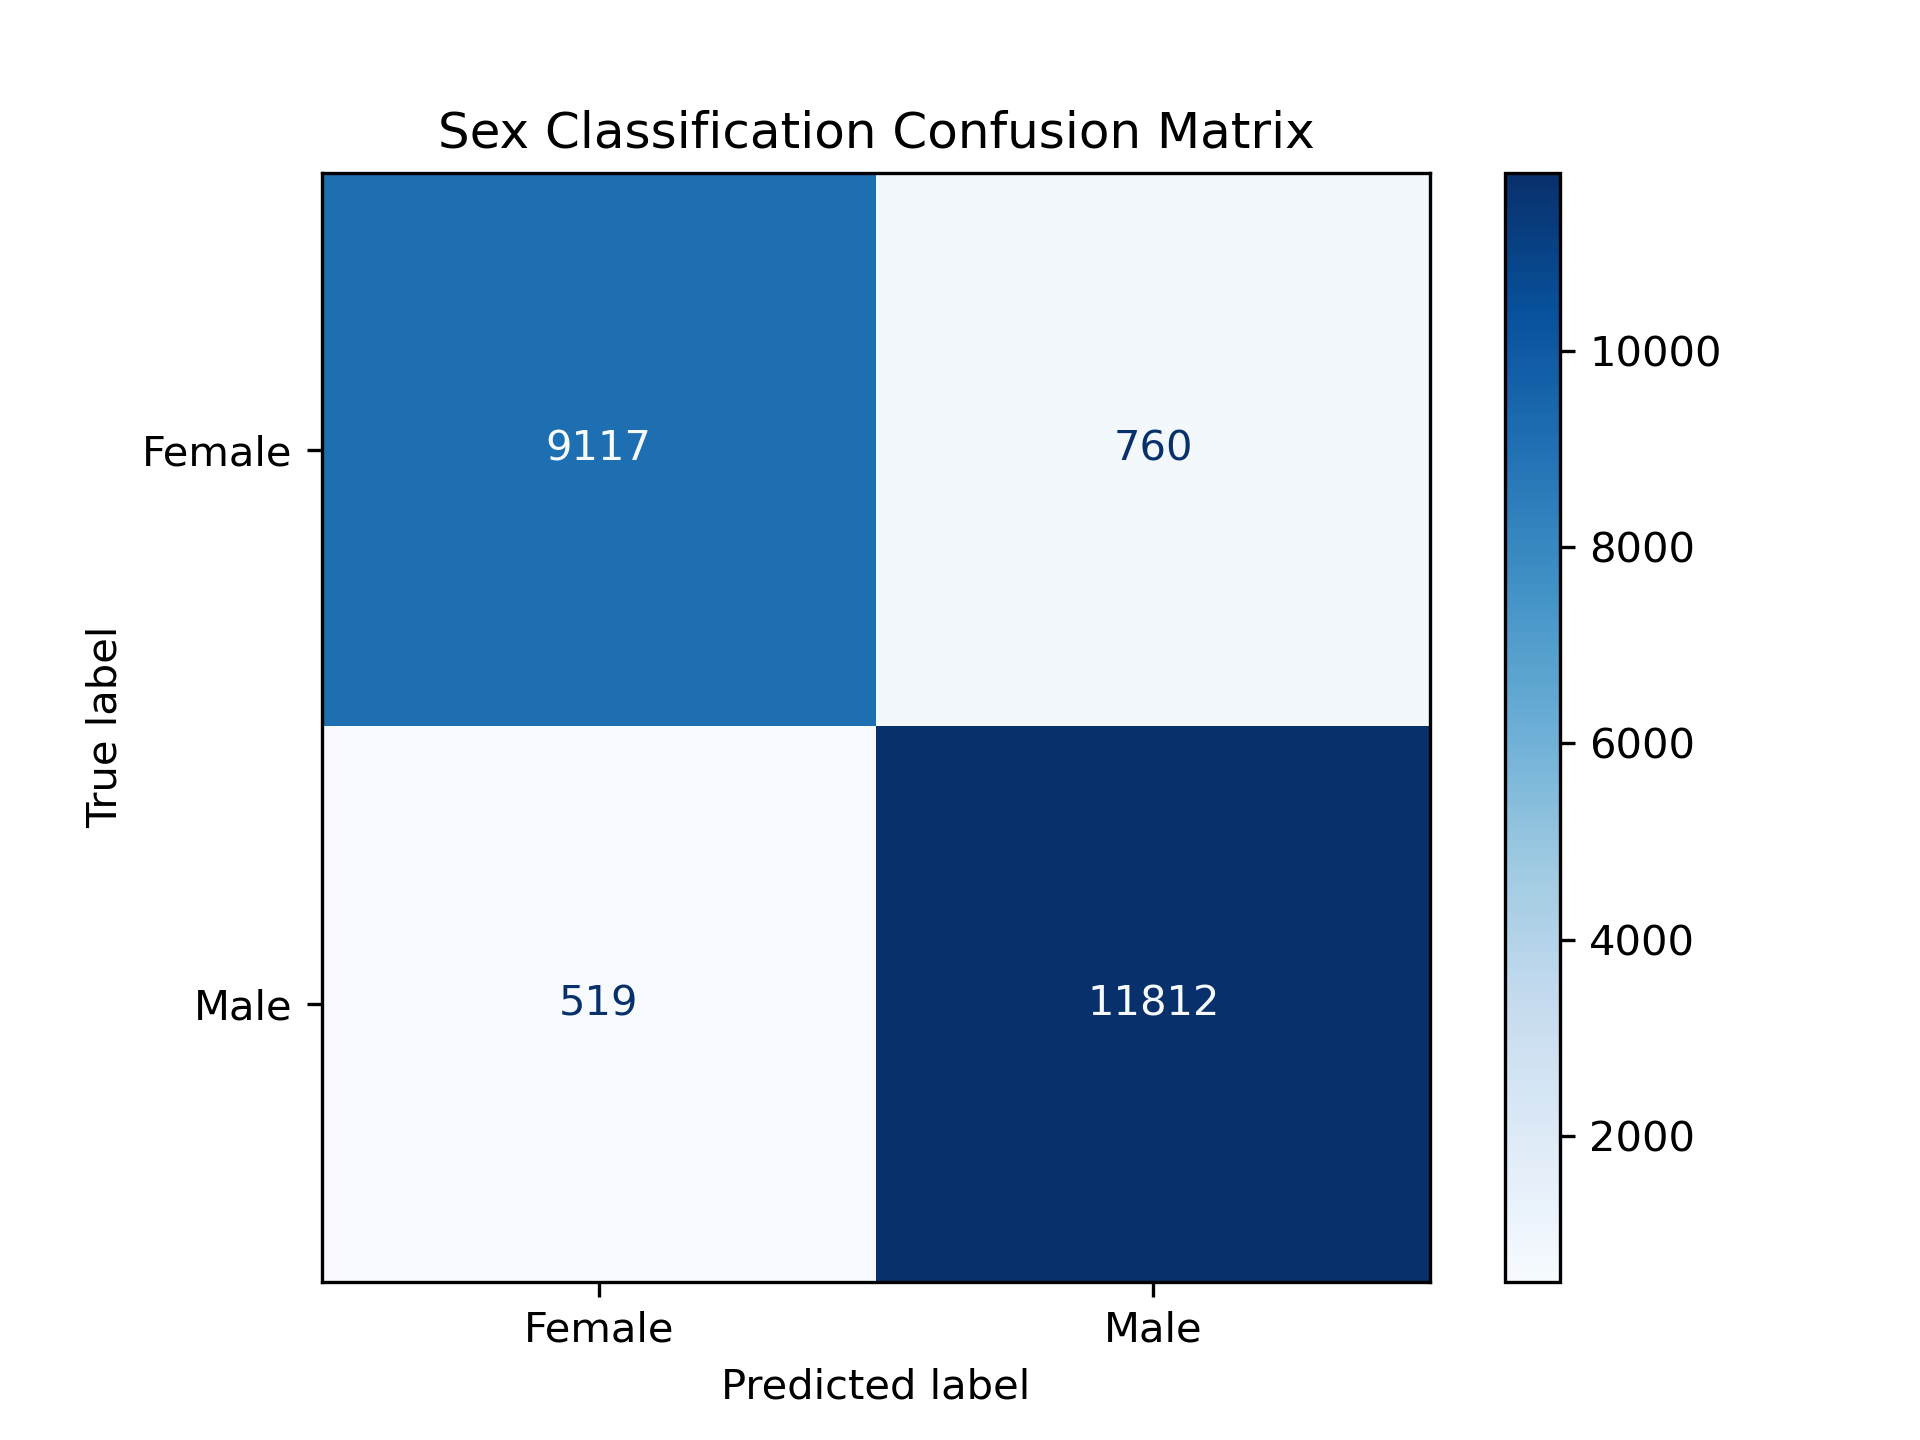 Sex Classification Confusion Matrix
True label
Female
9117
760
Male
519
11812
Female
Male
Predicted label
10000
8000
6000
4000
2000